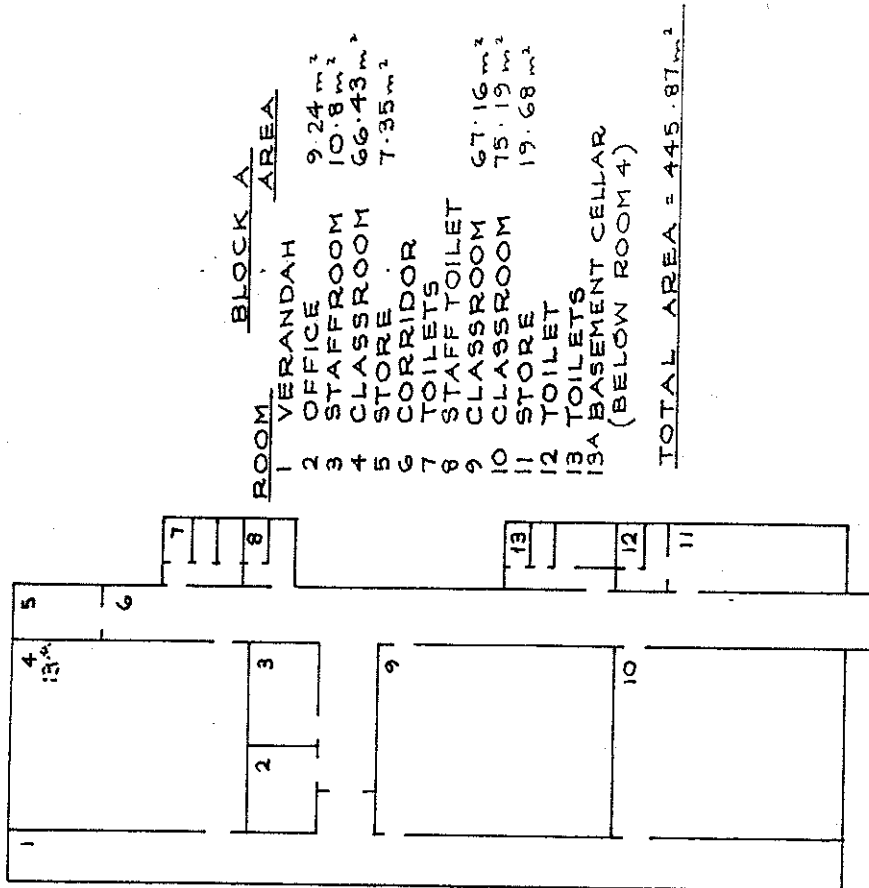 BLOCK A
ROOM AREA
1 VERANDAH
2 OFFICE 9.24 m²
3 STAFFROOM 10.8 m²
4 CLASSROOM 66.43 m²
5 STORE 7.35 m²
6 CORRIDOR
7 TOILETS
8 STAFF TOILET
9 CLASSROOM 67.16 m²
10 CLASSROOM 75.19 m²
11 STORE 19.68 m²
12 TOILET
13 TOILETS
13A BASEMENT CELLAR
(BELOW ROOM 4)
TOTAL AREA = 445.87 m²
1
2
3
4
13A
5
6
7
8
9
10
11
12
13